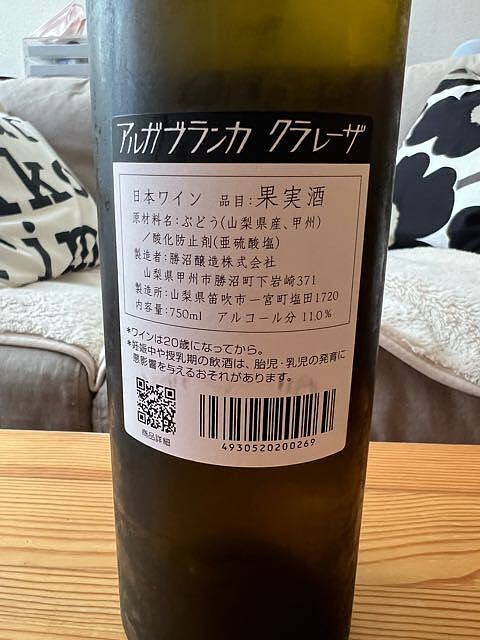 アルガブランカ クラレーザ
日本ワイン 品目:果実酒
原材料名:ぶどう(山梨県産、甲州)
/酸化防止剤(亜硫酸塩)
製造者:勝沼醸造株式会社
山梨県甲州市勝沼町下岩崎371
製造所:山梨県笛吹市一宮町塩田1720
内容量:750ml アルコール分 11.0%
*ワインは20歳になってから。
*妊娠中や授乳期の飲酒は、胎児・乳児の発育に
悪影響を与えるおそれがあります。
商品詳細
4930520200269